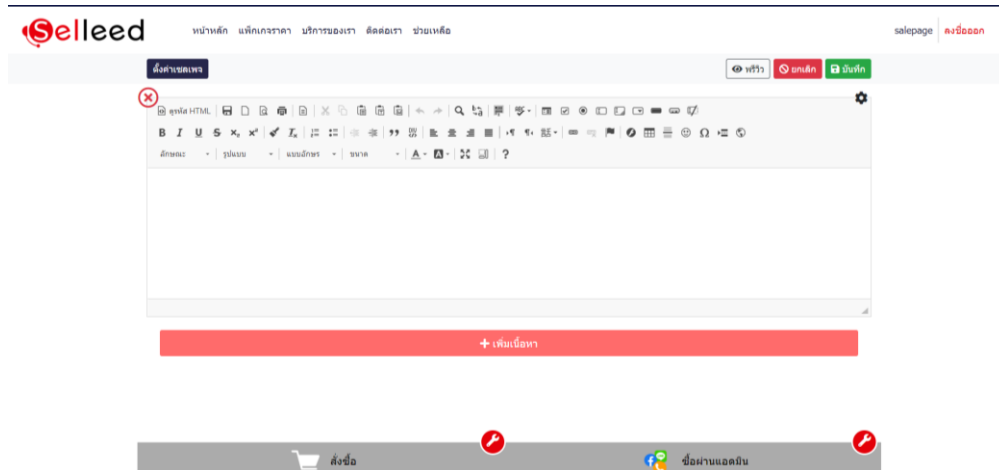 Selleed
หน้าหลัก แพ็กเกจราคา บริการของเรา ติดต่อเรา ช่วยเหลือ
salepage ลงชื่อออก
ตั้งค่าเซลเพจ
พรีวิว ยกเลิก บันทึก
ดูรหัส HTML
B I U S x₂ x² Iₓ
ลักษณะ รูปแบบ แบบอักษร ขนาด A A ?
+ เพิ่มเนื้อหา
สั่งซื้อ ซื้อผ่านแอดมิน